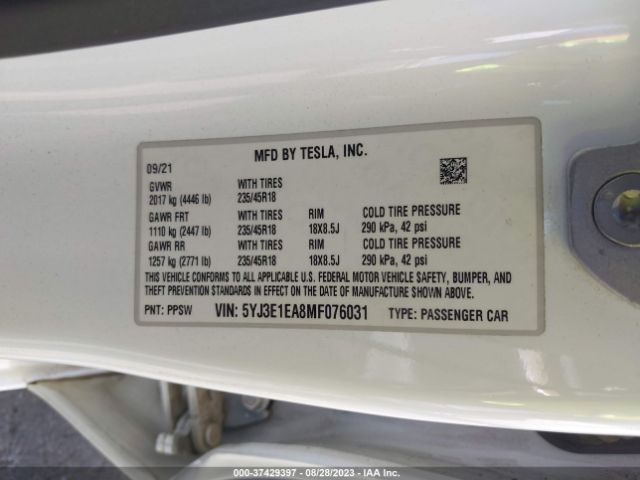 MFD BY TESLA, INC.
09/21
GVWR WITH TIRES
2017 kg (4446 lb) 235/45R18
GAWR FRT WITH TIRES RIM COLD TIRE PRESSURE
1110 kg (2447 lb) 235/45R18 18X8.5J 290 kPa, 42 psi
GAWR RR WITH TIRES RIM COLD TIRE PRESSURE
1257 kg (2771 lb) 235/45R18 18X8.5J 290 kPa, 42 psi
THIS VEHICLE CONFORMS TO ALL APPLICABLE U.S. FEDERAL MOTOR VEHICLE SAFETY, BUMPER, AND
THEFT PREVENTION STANDARDS IN EFFECT ON THE DATE OF MANUFACTURE SHOWN ABOVE.
PNT: PPSW VIN: 5YJ3E1EA8MF076031 TYPE: PASSENGER CAR
000-37429397 - 08/28/2023 - IAA Inc.